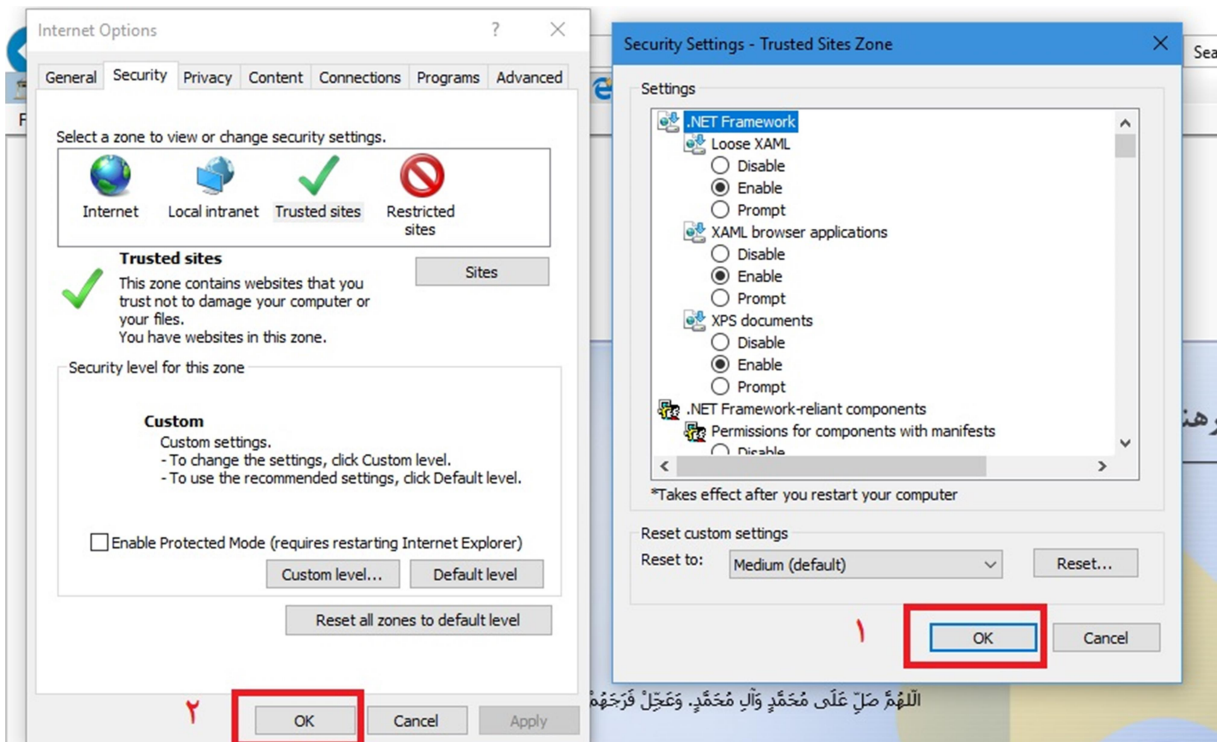 Internet Options
?
General Security Privacy Content Connections Programs Advanced
Select a zone to view or change security settings.
Internet
Local intranet
Trusted sites
Restricted
sites
Trusted sites
This zone contains websites that you
trust not to damage your computer or
your files.
You have websites in this zone.
Sites
Security level for this zone
Custom
Custom settings.
- To change the settings, click Custom level.
- To use the recommended settings, click Default level.
Enable Protected Mode (requires restarting Internet Explorer)
Custom level...
Default level
Reset all zones to default level
۲
OK
Cancel
Apply
Security Settings - Trusted Sites Zone
Settings
.NET Framework
Loose XAML
Disable
Enable
Prompt
XAML browser applications
Disable
Enable
Prompt
XPS documents
Disable
Enable
Prompt
.NET Framework-reliant components
Permissions for components with manifests
Disable
*Takes effect after you restart your computer
Reset custom settings
Reset to:
Medium (default)
Reset...
۱
OK
Cancel
Sea
الّلهُمَّ صَلِّ عَلَی مُحَمَّدٍ وَآلِ مُحَمَّدٍ. وَعَجِّلْ فَرَجَهُمْ